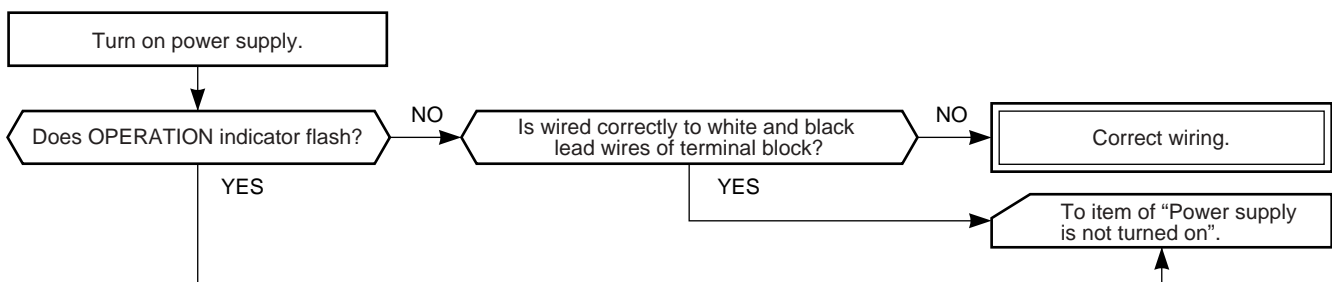 Turn on power supply.
Does OPERATION indicator flash?
NO
Is wired correctly to white and black
lead wires of terminal block?
NO
Correct wiring.
YES
YES
To item of “Power supply
is not turned on”.